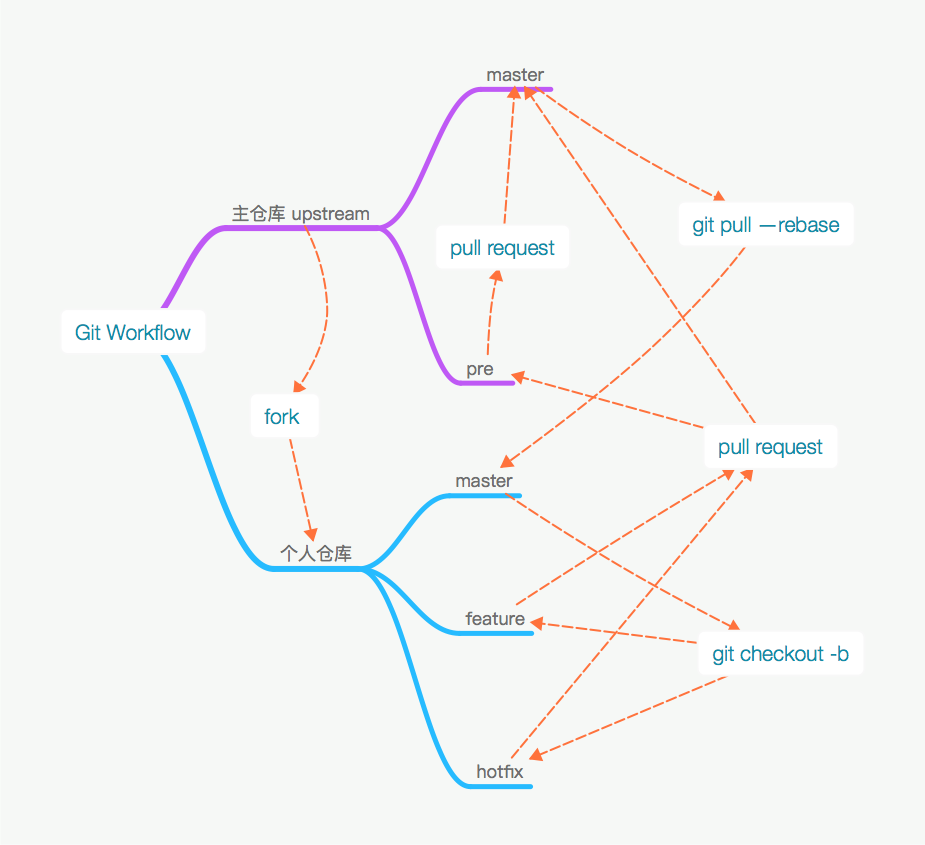 master
主仓库 upstream
git pull —rebase
pull request
Git Workflow
pre
fork
pull request
master
个人仓库
feature
git checkout -b
hotfix